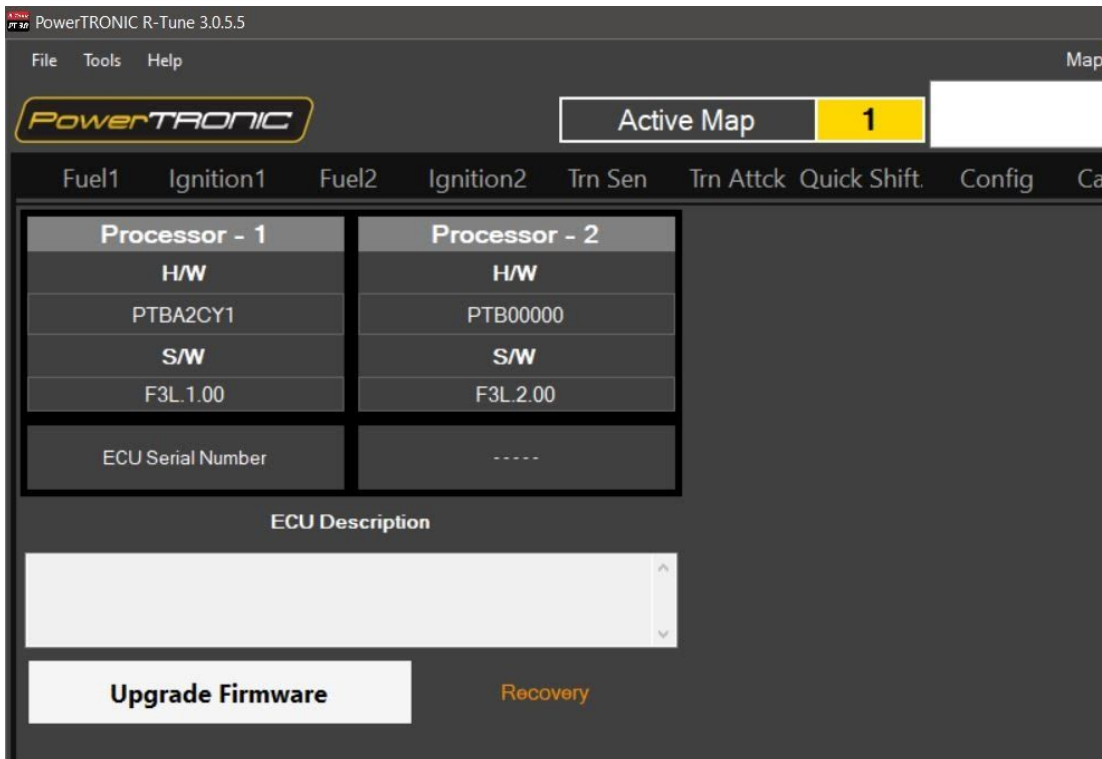 PowerTRONIC R-Tune 3.0.5.5
File Tools Help Map
PowerTRONIC Active Map 1
Fuel1 Ignition1 Fuel2 Ignition2 Trn Sen Trn Attck Quick Shift. Config Ca
Processor - 1 Processor - 2
H/W H/W
PTBA2CY1 PTB00000
S/W S/W
F3L.1.00 F3L.2.00
ECU Serial Number -----
ECU Description
Upgrade Firmware Recovery